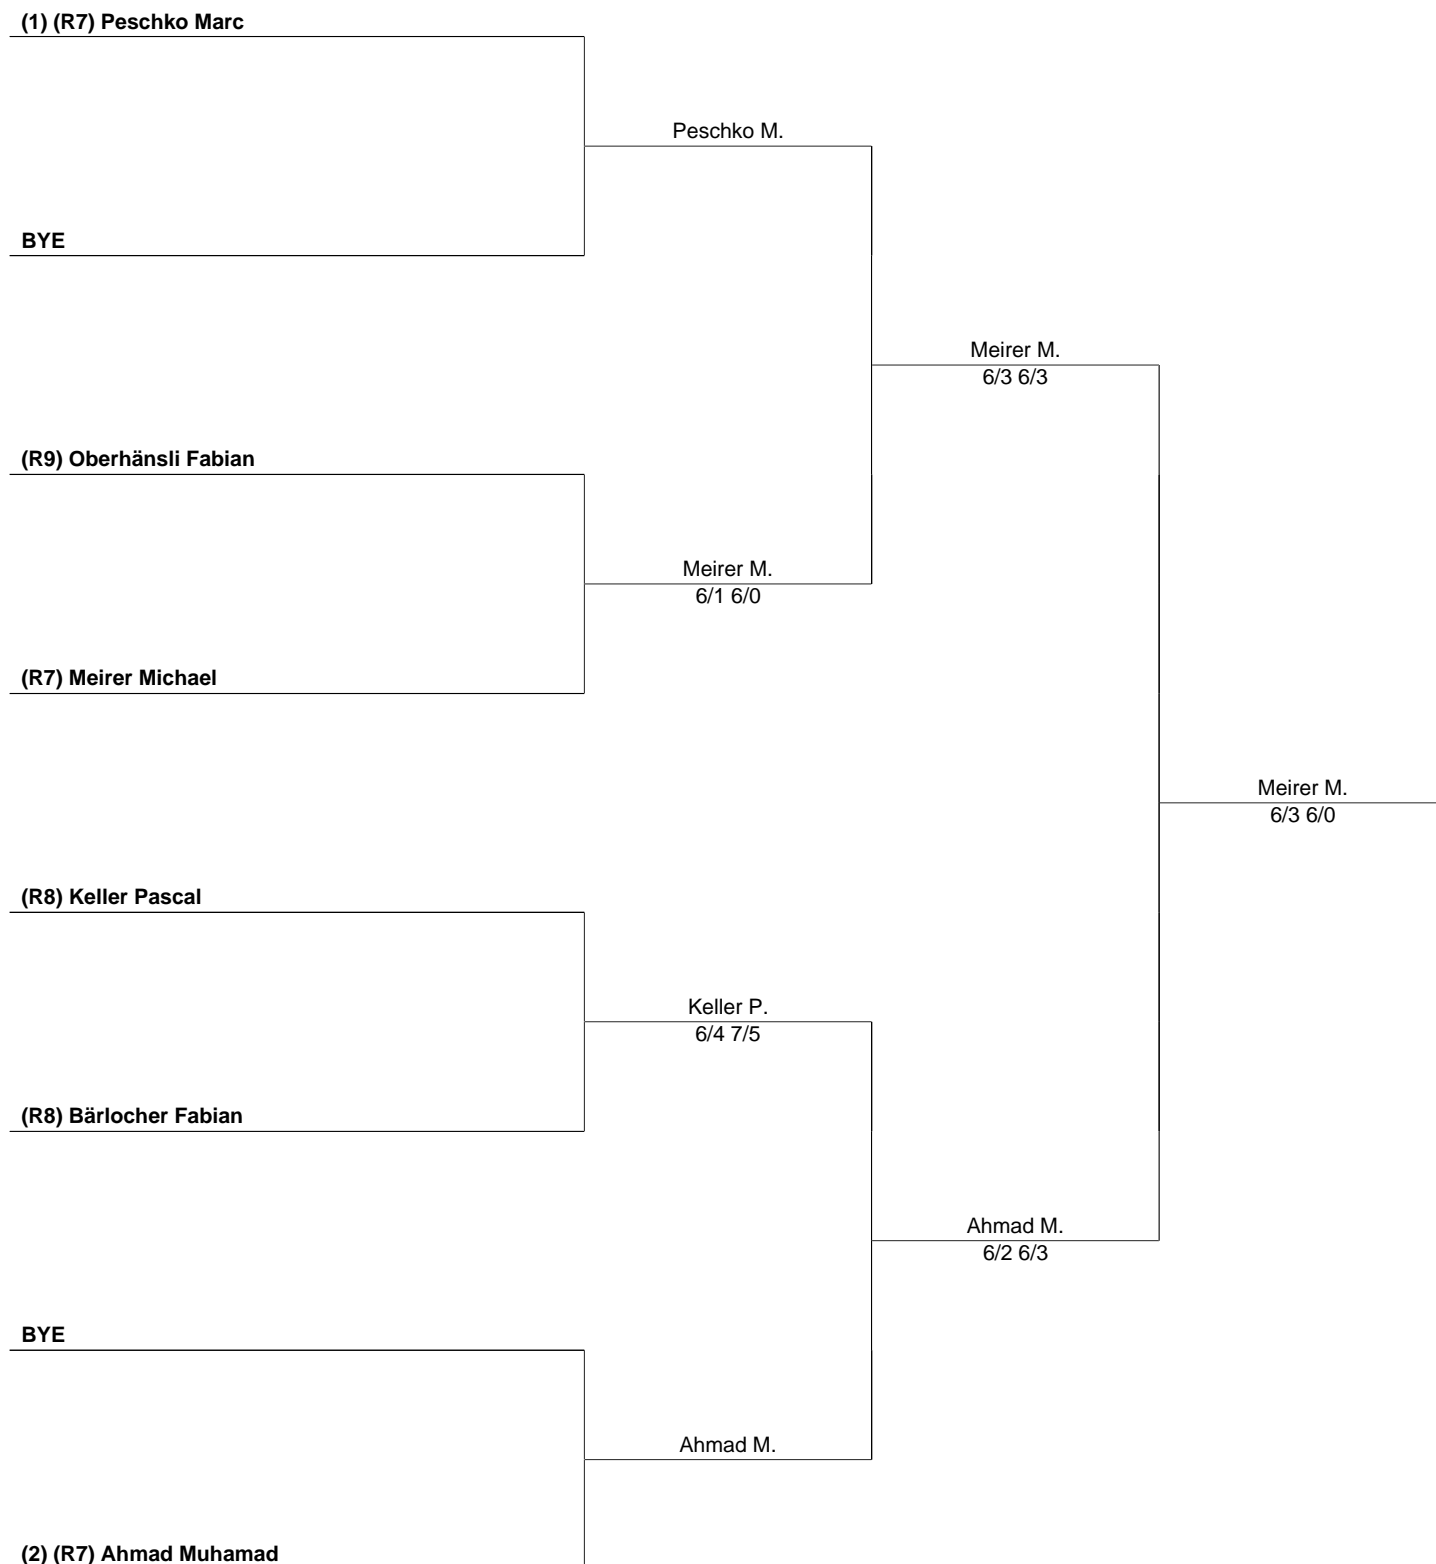 (1) (R7) Peschko Marc
Peschko M.
BYE
Meirer M.
6/3 6/3
(R9) Oberhänsli Fabian
Meirer M.
6/1 6/0
(R7) Meirer Michael
Meirer M.
6/3 6/0
(R8) Keller Pascal
Keller P.
6/4 7/5
(R8) Bärlocher Fabian
Ahmad M.
6/2 6/3
BYE
Ahmad M.
(2) (R7) Ahmad Muhamad